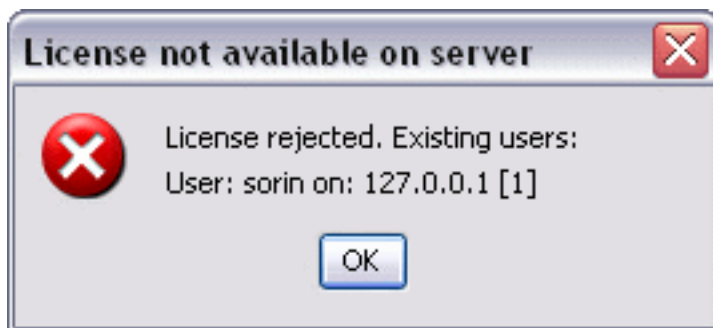 License not available on server
License rejected. Existing users:
User: sorin on: 127.0.0.1 [1]
OK